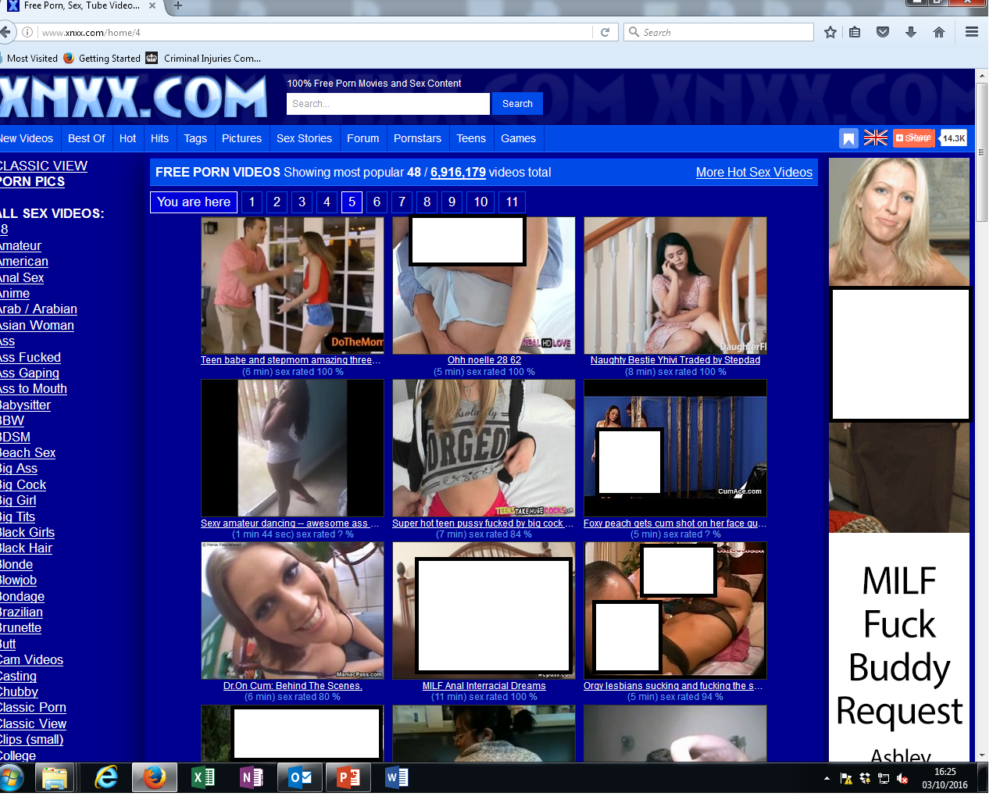 Free Porn, Sex, Tube Video...
www.xnxx.com/home/4
Search
Most Visited
Getting Started
Criminal Injuries Com...
XNXX.COM
100% Free Porn Movies and Sex Content
Search...
Search
New Videos
Best Of
Hot
Hits
Tags
Pictures
Sex Stories
Forum
Pornstars
Teens
Games
Share
14.3K
CLASSIC VIEW
PORN PICS
ALL SEX VIDEOS:
18
Amateur
American
Anal Sex
Anime
Arab / Arabian
Asian Woman
Ass
Ass Fucked
Ass Gaping
Ass to Mouth
Babysitter
BBW
BDSM
Beach Sex
Big Ass
Big Cock
Big Girl
Big Tits
Black Girls
Black Hair
Blonde
Blowjob
Bondage
Brazilian
Brunette
Butt
Cam Videos
Casting
Chubby
Classic Porn
Classic View
Clips (small)
College
FREE PORN VIDEOS Showing most popular 48 / 6,916,179 videos total
More Hot Sex Videos
You are here 1 2 3 4 5 6 7 8 9 10 11
DoTheMom
REAL HD LOVE
DaughterFl
Teen babe and stepmom amazing three...
(6 min) sex rated 100 %
Ohh noelle 28 62
(5 min) sex rated 100 %
Naughty Bestie Yhivi Traded by Stepdad
(8 min) sex rated 100 %
GORGEOUS
TEENSTAKEHUGECOCKS.com
CumAce.com
Sexy amateur dancing -- awesome ass ...
(1 min 44 sec) sex rated ? %
Super hot teen pussy fucked by big cock ...
(7 min) sex rated 84 %
Foxy peach gets cum shot on her face gu...
(5 min) sex rated ? %
ManiacPass.com
Dr.On Cum: Behind The Scenes.
(6 min) sex rated 80 %
MILF Anal Interracial Dreams
(11 min) sex rated 100 %
Orgy lesbians sucking and fucking the s...
(5 min) sex rated 94 %
MILF
Fuck
Buddy
Request
Ashley
16:25
03/10/2016